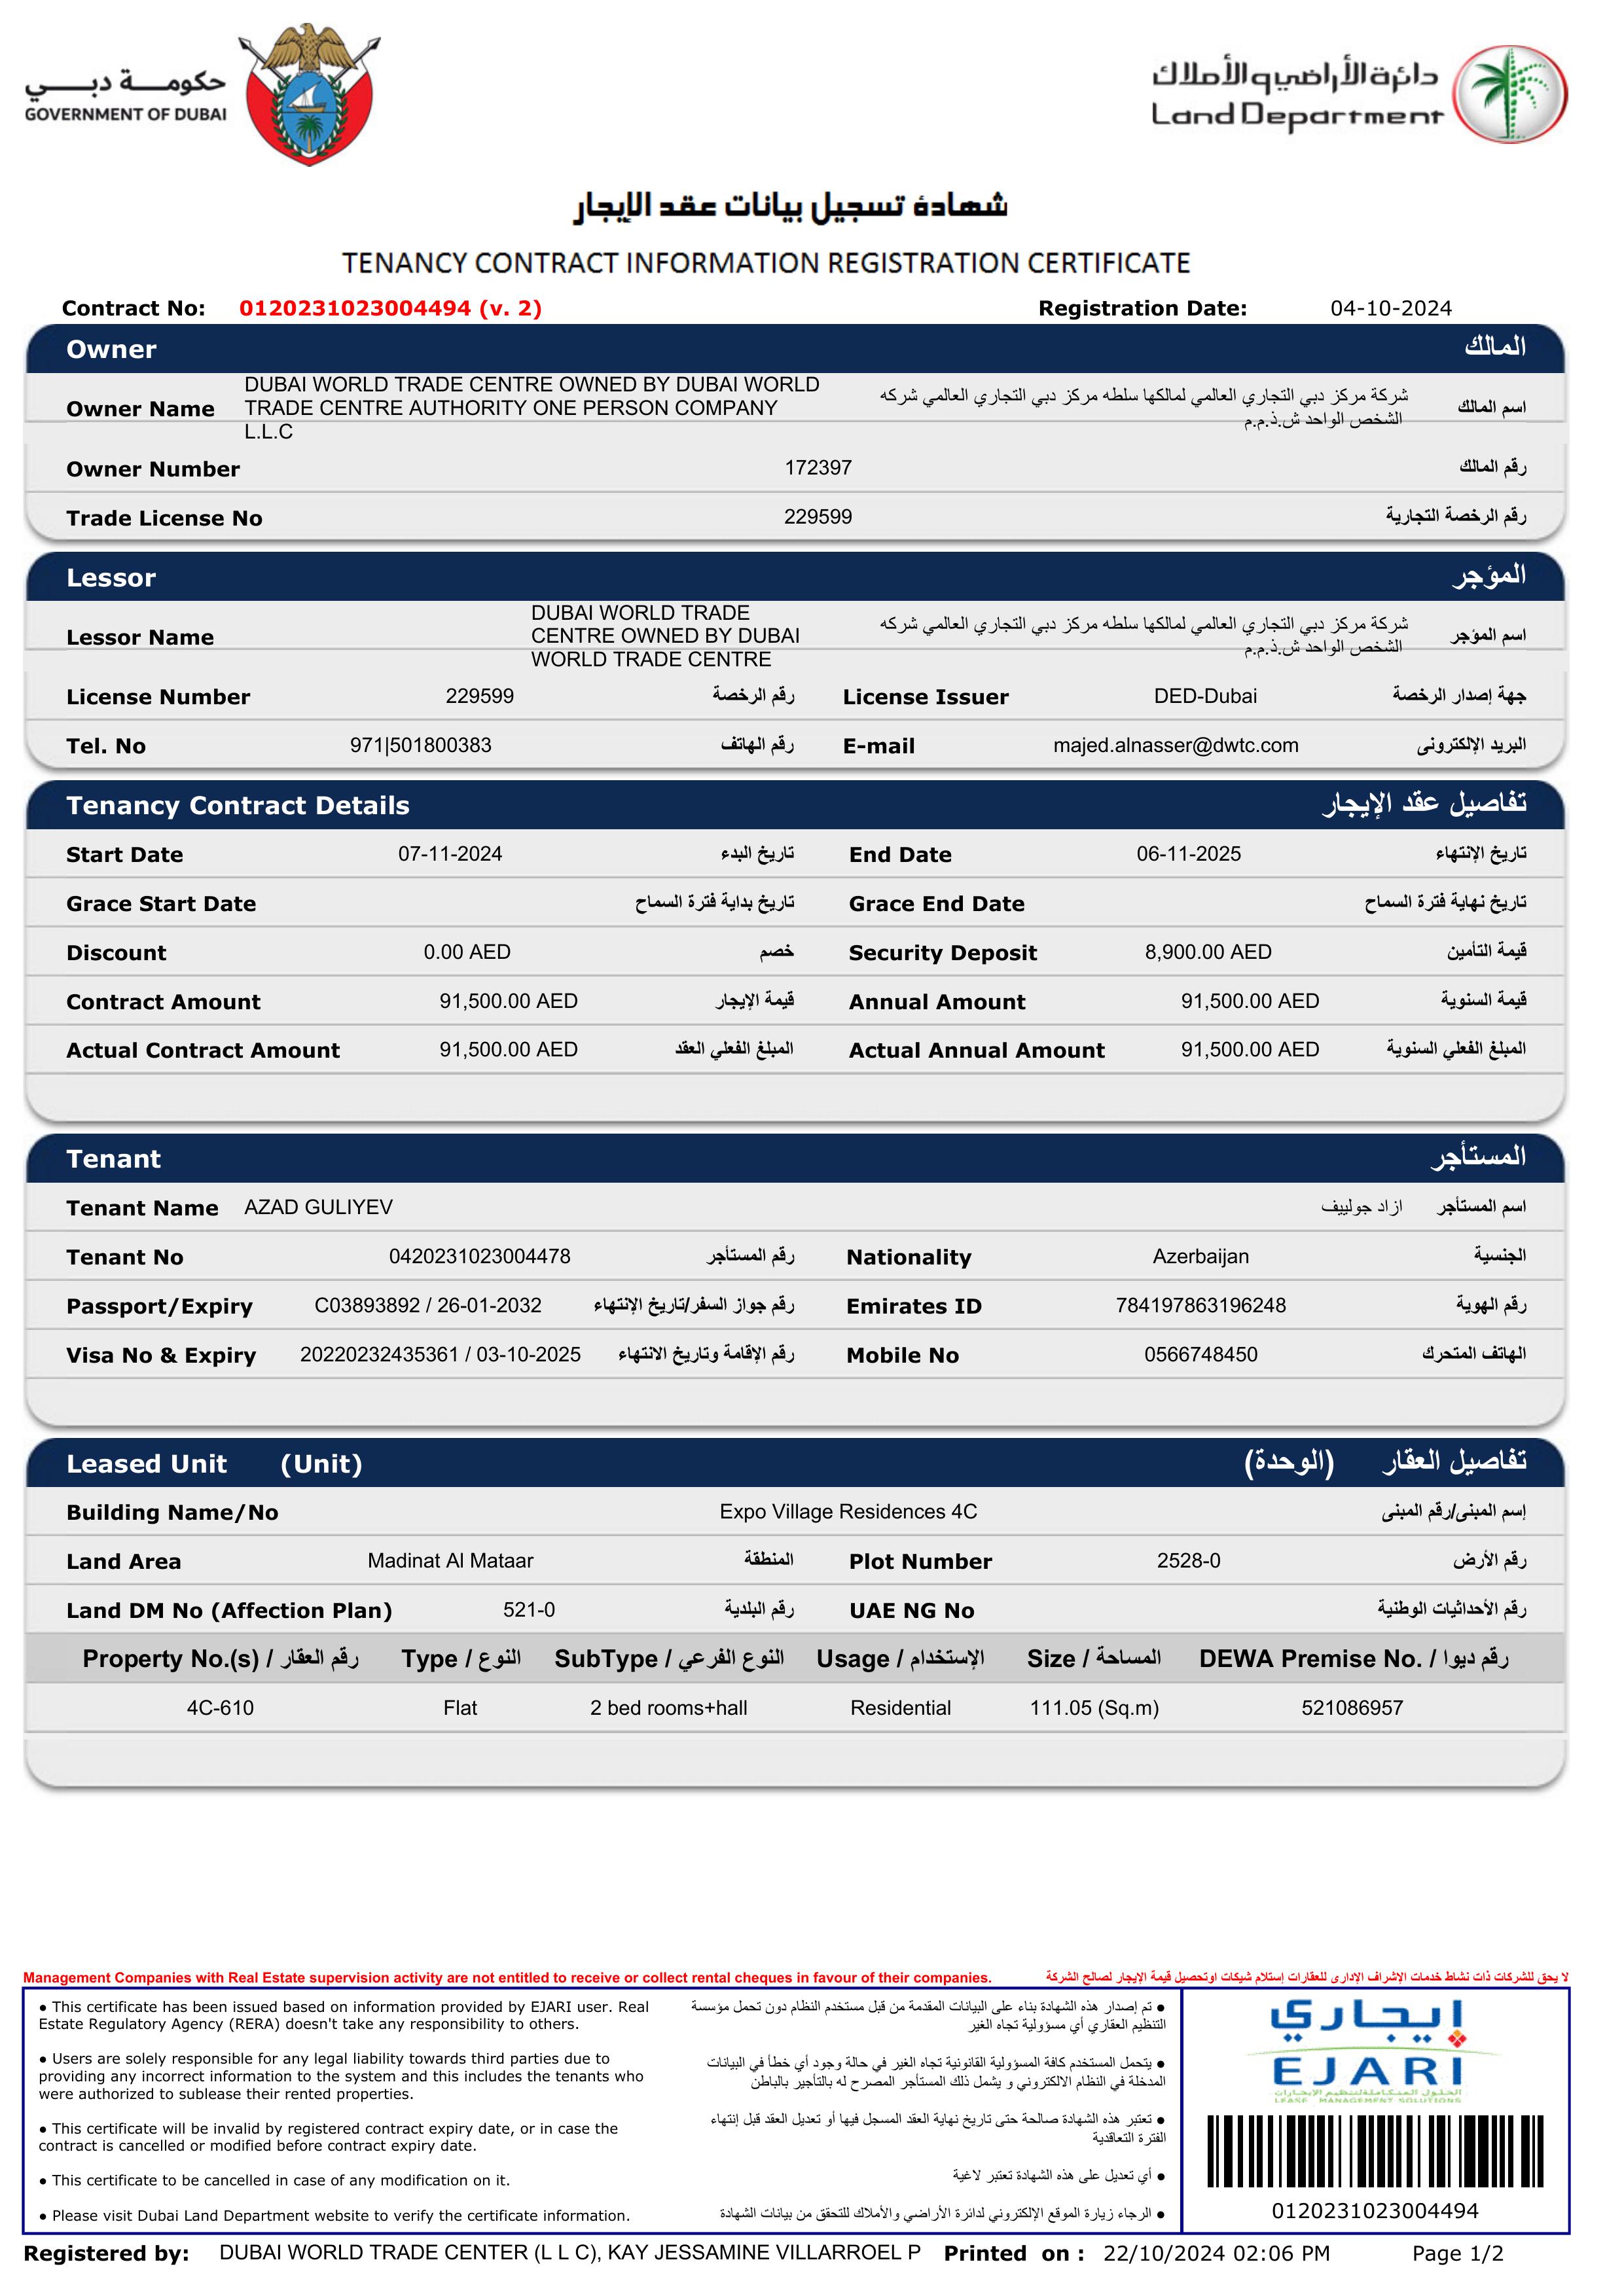 حكومة دبي
GOVERNMENT OF DUBAI
دائرة الأراضي والأملاك
Land Department
شهادة تسجيل بيانات عقد الإيجار
TENANCY CONTRACT INFORMATION REGISTRATION CERTIFICATE
Contract No: 0120231023004494 (v. 2) Registration Date: 04-10-2024
Owner المالك
Owner Name DUBAI WORLD TRADE CENTRE OWNED BY DUBAI WORLD TRADE CENTRE AUTHORITY ONE PERSON COMPANY L.L.C شركة مركز دبي التجاري العالمي لمالكها سلطه مركز دبي التجاري العالمي شركه الشخص الواحد ش.ذ.م.م اسم المالك
Owner Number 172397 رقم المالك
Trade License No 229599 رقم الرخصة التجارية
Lessor المؤجر
Lessor Name DUBAI WORLD TRADE CENTRE OWNED BY DUBAI WORLD TRADE CENTRE شركة مركز دبي التجاري العالمي لمالكها سلطه مركز دبي التجاري العالمي شركه الشخص الواحد ش.ذ.م.م اسم المؤجر
License Number 229599 رقم الرخصة License Issuer DED-Dubai جهة إصدار الرخصة
Tel. No 971|501800383 رقم الهاتف E-mail majed.alnasser@dwtc.com البريد الإلكتروني
Tenancy Contract Details تفاصيل عقد الإيجار
Start Date 07-11-2024 تاريخ البدء End Date 06-11-2025 تاريخ الإنتهاء
Grace Start Date تاريخ بداية فترة السماح Grace End Date تاريخ نهاية فترة السماح
Discount 0.00 AED خصم Security Deposit 8,900.00 AED قيمة التأمين
Contract Amount 91,500.00 AED قيمة الإيجار Annual Amount 91,500.00 AED قيمة السنوية
Actual Contract Amount 91,500.00 AED المبلغ الفعلي العقد Actual Annual Amount 91,500.00 AED المبلغ الفعلي السنوية
Tenant المستأجر
Tenant Name AZAD GULIYEV ازاد جولييف اسم المستأجر
Tenant No 0420231023004478 رقم المستأجر Nationality Azerbaijan الجنسية
Passport/Expiry C03893892 / 26-01-2032 رقم جواز السفر/تاريخ الإنتهاء Emirates ID 784197863196248 رقم الهوية
Visa No & Expiry 20220232435361 / 03-10-2025 رقم الإقامة وتاريخ الانتهاء Mobile No 0566748450 الهاتف المتحرك
Leased Unit (Unit) تفاصيل العقار (الوحدة)
Building Name/No Expo Village Residences 4C إسم المبنى/رقم المبنى
Land Area Madinat Al Mataar المنطقة Plot Number 2528-0 رقم الأرض
Land DM No (Affection Plan) 521-0 رقم البلدية UAE NG No رقم الأحداثيات الوطنية
Property No.(s) / رقم العقار Type / النوع SubType / النوع الفرعي Usage / الإستخدام Size / المساحة DEWA Premise No. / رقم ديوا
4C-610 Flat 2 bed rooms+hall Residential 111.05 (Sq.m) 521086957
Management Companies with Real Estate supervision activity are not entitled to receive or collect rental cheques in favour of their companies. لا يحق للشركات ذات نشاط خدمات الإشراف الإداري للعقارات إستلام شيكات اوتحصيل قيمة الإيجار لصالح الشركة
● This certificate has been issued based on information provided by EJARI user. Real
Estate Regulatory Agency (RERA) doesn't take any responsibility to others.
● Users are solely responsible for any legal liability towards third parties due to
providing any incorrect information to the system and this includes the tenants who
were authorized to sublease their rented properties.
● This certificate will be invalid by registered contract expiry date, or in case the
contract is cancelled or modified before contract expiry date.
● This certificate to be cancelled in case of any modification on it.
● Please visit Dubai Land Department website to verify the certificate information.
● تم إصدار هذه الشهادة بناء على البيانات المقدمة من قبل مستخدم النظام دون تحمل مؤسسة
التنظيم العقاري أي مسؤولية تجاه الغير
● يتحمل المستخدم كافة المسؤولية القانونية تجاه الغير في حالة وجود أي خطأ في البيانات
المدخلة في النظام الالكتروني و يشمل ذلك المستأجر المصرح له بالتأجير بالباطن
● تعتبر هذه الشهادة صالحة حتى تاريخ نهاية العقد المسجل فيها أو تعديل العقد قبل إنتهاء
الفترة التعاقدية
● أي تعديل على هذه الشهادة تعتبر لاغية
● الرجاء زيارة الموقع الإلكتروني لدائرة الأراضي والأملاك للتحقق من بيانات الشهادة
إيجاري
EJARI
الحلول المتكاملة لتنظيم الإيجارات
LEASE MANAGEMENT SOLUTIONS
0120231023004494
Registered by: DUBAI WORLD TRADE CENTER (L L C), KAY JESSAMINE VILLARROEL P Printed on : 22/10/2024 02:06 PM Page 1/2